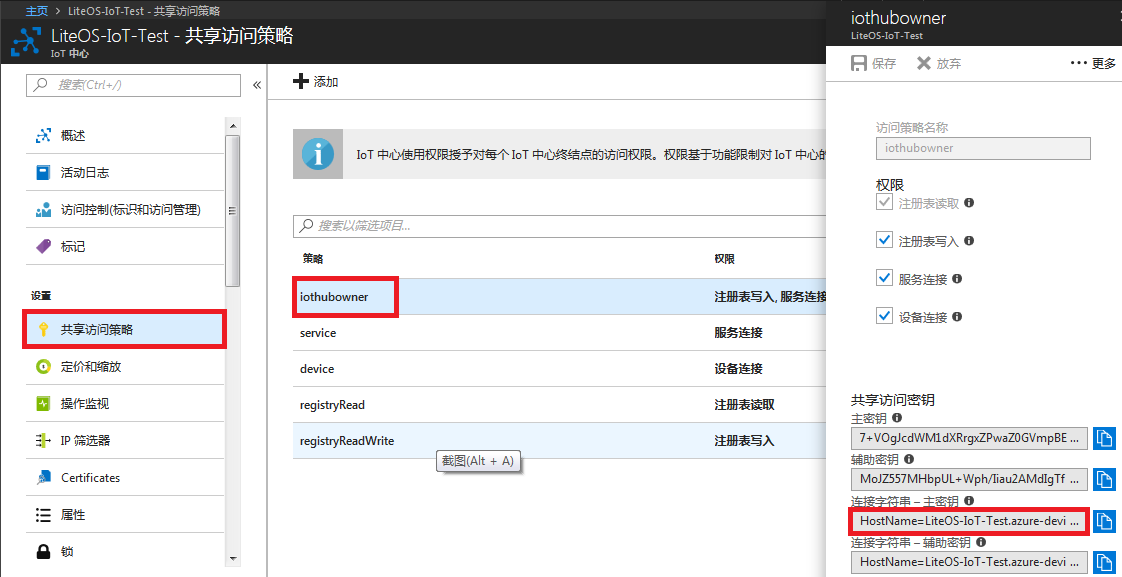 主页 > LiteOS-IoT-Test - 共享访问策略
LiteOS-IoT-Test - 共享访问策略
IoT 中心
搜索(Ctrl+/)
«
概述
活动日志
访问控制(标识和访问管理)
标记
设置
共享访问策略
定价和缩放
操作监视
IP 筛选器
Certificates
属性
锁
添加
IoT 中心使用权限授予对每个 IoT 中心终结点的访问权限。权限基于功能限制对 IoT 中心的
搜索以筛选项目...
策略 权限
iothubowner 注册表写入, 服务连接
service 服务连接
device 设备连接
registryRead 注册表读取
registryReadWrite 注册表写入
截图(Alt + A)
iothubowner
LiteOS-IoT-Test
保存 放弃 ··· 更多
访问策略名称
iothubowner
权限
注册表读取
注册表写入
服务连接
设备连接
共享访问密钥
主密钥
7+VOgJcdWM1dXRrgxZPwaZ0GVmpBE ...
辅助密钥
MoJZ557MHbpUL+Wph/Iiau2AMdIgTf ...
连接字符串 – 主密钥
HostName=LiteOS-IoT-Test.azure-devi ...
连接字符串 – 辅助密钥
HostName=LiteOS-IoT-Test.azure-devi ...